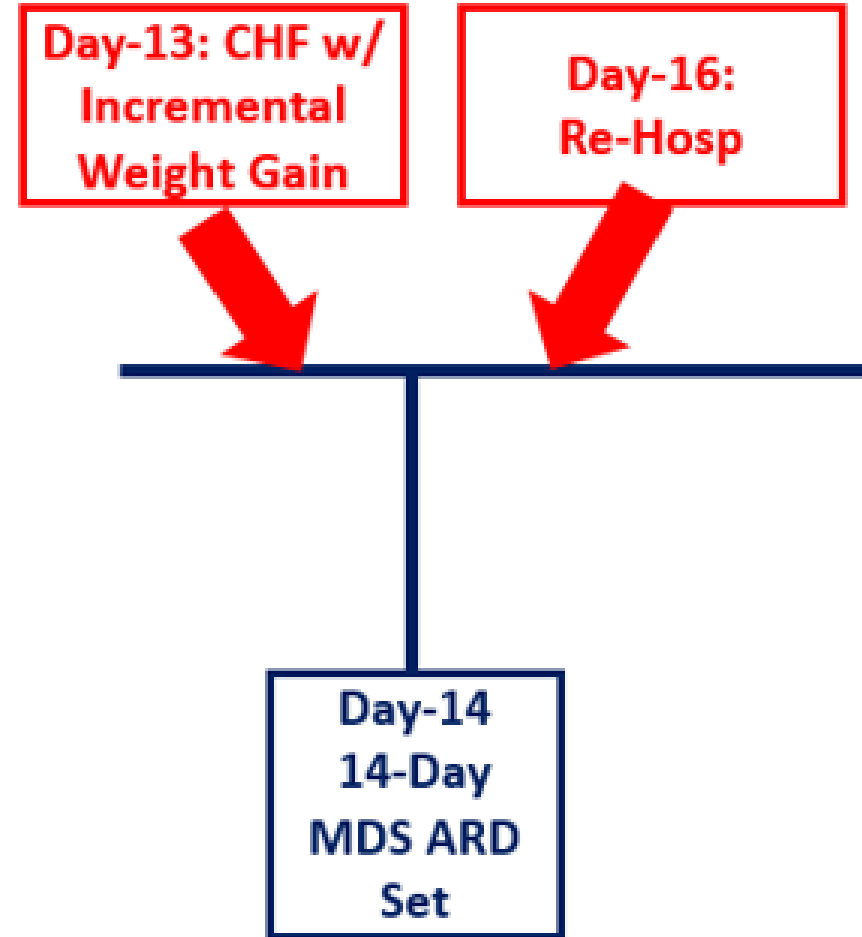 Day-13: CHF w/
Incremental
Weight Gain
Day-16:
Re-Hosp
Day-14
14-Day
MDS ARD
Set